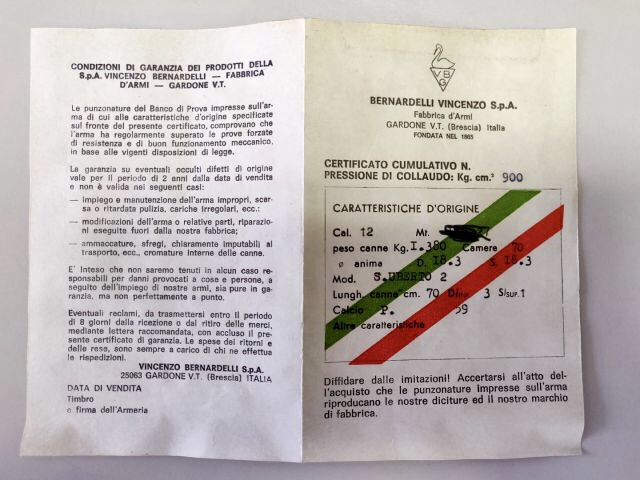 CONDIZIONI DI GARANZIA DEI PRODOTTI DELLA
S.p.A. VINCENZO BERNARDELLI — FABBRICA
D'ARMI — GARDONE V.T.
Le punzonature del Banco di Prova impresse sull'ar-
ma di cui alle caratteristiche d'origine specificate
sul fronte del presente certificato, comprovano che
l'arma ha regolarmente superato le prove forzate
di resistenza e di buon funzionamento meccanico,
in base alle vigenti disposizioni di legge.
La garanzia su eventuali occulti difetti di origine
vale per il periodo di 2 anni dalla data di vendita
e non è valida nei seguenti casi:
— impiego e manutenzione dell'arma impropri, scar-
sa o ritardata pulizia, cariche irregolari, ecc.:
— modificazioni dell'arma o relative parti, riparazio-
ni eseguite fuori dalla nostra fabbrica;
— ammaccature, sfregi, chiaramente imputabili al
trasporto, ecc., cromature interne delle canne.
E' Inteso che non saremo tenuti in alcun caso re-
sponsabili per danni provocati a cose e persone, a
seguito dell'impiego di nostre armi, sia pure in ga-
ranzia, ma non perfettamente a punto.
Eventuali reclami, da trasmettersi entro il periodo
di 8 giorni dalla ricezione o dal ritiro delle merci,
mediante lettera raccomandata, con accluso il pre-
sente certificato di garanzia. Le spese dei ritorni e
delle rese, sono sempre a carico di chi ne effettua
le rispedizioni.
VINCENZO BERNARDELLI S.p.A.
25063 GARDONE V.T. (Brescia) ITALIA
DATA DI VENDITA
Timbro
e firma dell'Armeria
VBG
BERNARDELLI VINCENZO S.p.A.
Fabbrica d'Armi
GARDONE V.T. (Brescia) Italia
FONDATA NEL 1865
CERTIFICATO CUMULATIVO N.
PRESSIONE DI COLLAUDO: Kg. cm.² 900
CARATTERISTICHE D'ORIGINE
Cal. 12 Mt.
peso canne Kg. I.380 Camere 70
ø anima D. I8.3 S. I8.3
Mod. S.UBERTO 2
Lungh. canne cm. 70 3 S/SUP.1
Calcio P. 59
Altre caratteristiche
Diffidare dalle imitazioni! Accertarsi all'atto del-
l'acquisto che le punzonature impresse sull'arma
riproducano le nostre diciture ed il nostro marchio
di fabbrica.